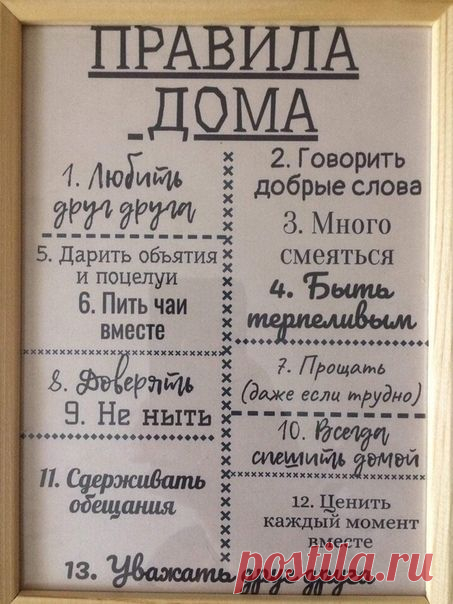 ПРАВИЛА
ДОМА
1. Любить
друг друга
2. Говорить
добрые слова
3. Много
смеяться
4. Быть
терпеливым
5. Дарить объятия
и поцелуи
6. Пить чаи
вместе
7. Прощать
(даже если трудно)
8. Доверять
9. Не ныть
10. Всегда
спешить домой
11. Сдерживать
обещания
12. Ценить
каждый момент
вместе
13. Уважать друг друга
postila.ru